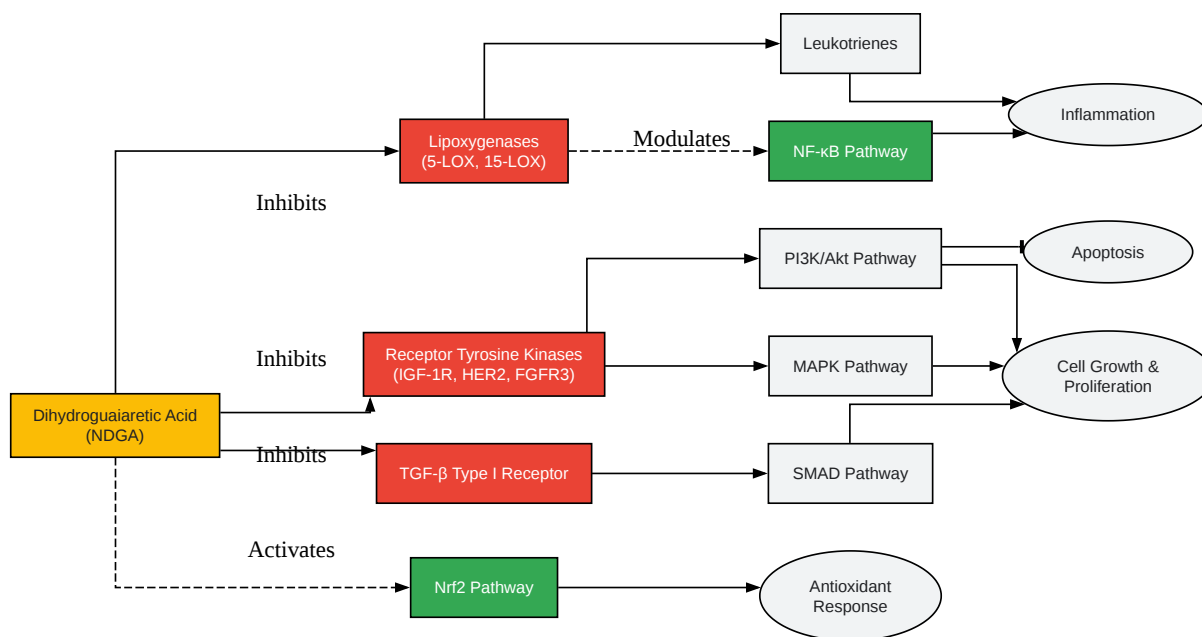 Leukotrienes
Inflammation
Lipoxygenases
(5-LOX, 15-LOX)
Modulates
NF-κB Pathway
Inhibits
PI3K/Akt Pathway
Apoptosis
Inhibits
Receptor Tyrosine Kinases
(IGF-1R, HER2, FGFR3)
MAPK Pathway
Cell Growth &
Proliferation
Dihydroguaiaretic Acid
(NDGA)
Inhibits
TGF-β Type I Receptor
SMAD Pathway
Activates
Nrf2 Pathway
Antioxidant
Response